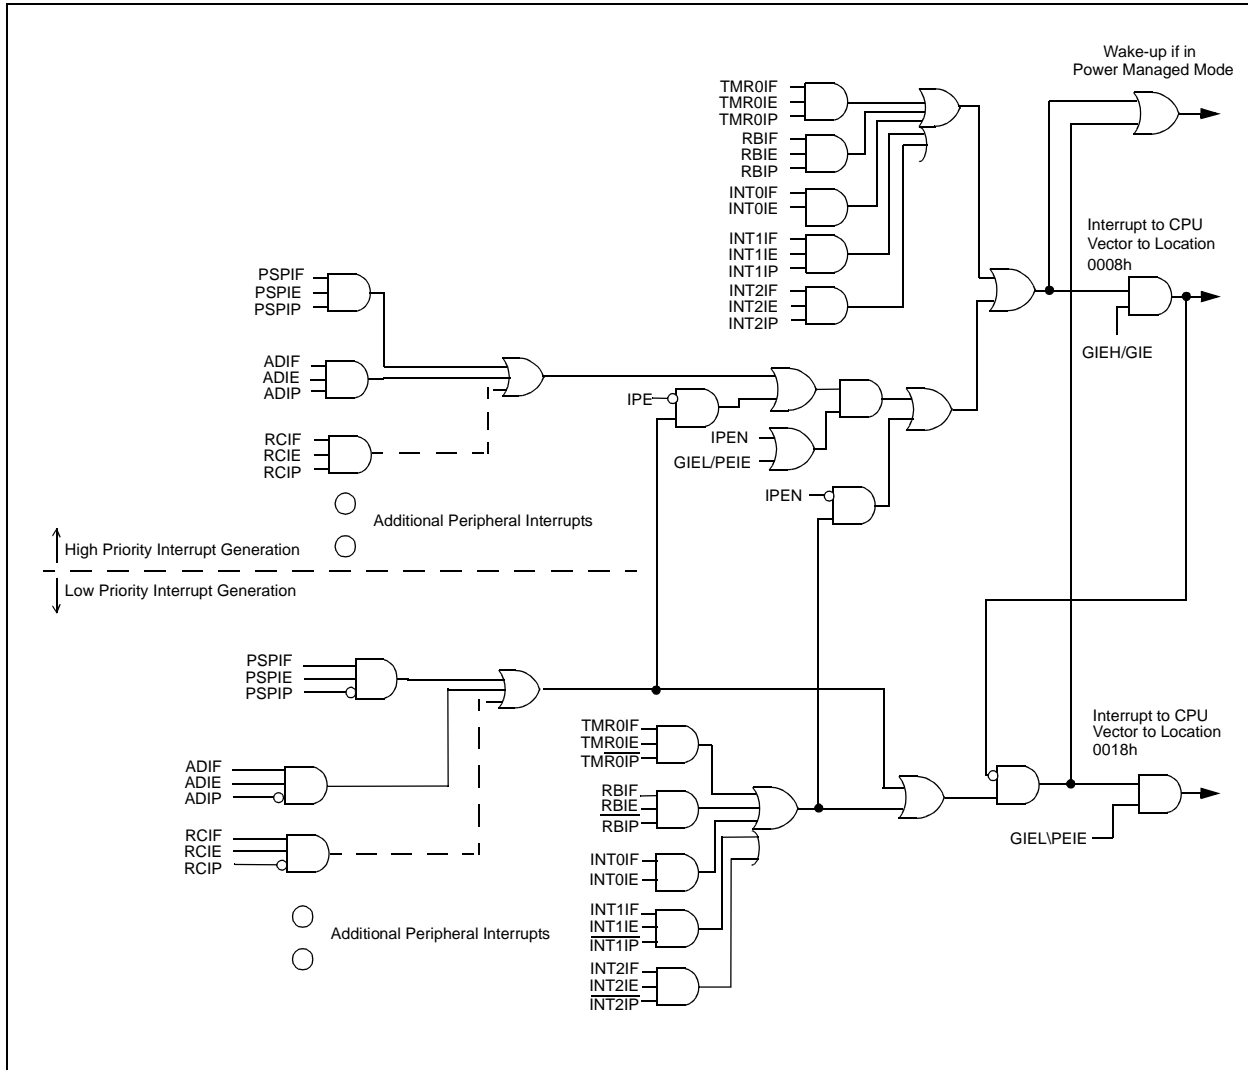 Wake-up if in
Power Managed Mode
TMR0IF
TMR0IE
TMR0IP
RBIF
RBIE
RBIP
INT0IF
INT0IE
INT1IF
INT1IE
INT1IP
INT2IF
INT2IE
INT2IP
Interrupt to CPU
Vector to Location
0008h
GIEH/GIE
PSPIF
PSPIE
PSPIP
ADIF
ADIE
ADIP
RCIF
RCIE
RCIP
IPE
IPEN
GIEL/PEIE
IPEN
Additional Peripheral Interrupts
High Priority Interrupt Generation
Low Priority Interrupt Generation
PSPIF
PSPIE
PSPIP
ADIF
ADIE
ADIP
RCIF
RCIE
RCIP
Additional Peripheral Interrupts
TMR0IF
TMR0IE
TMR0IP
RBIF
RBIE
RBIP
INT0IF
INT0IE
INT1IF
INT1IE
INT1IP
INT2IF
INT2IE
INT2IP
Interrupt to CPU
Vector to Location
0018h
GIEL\PEIE